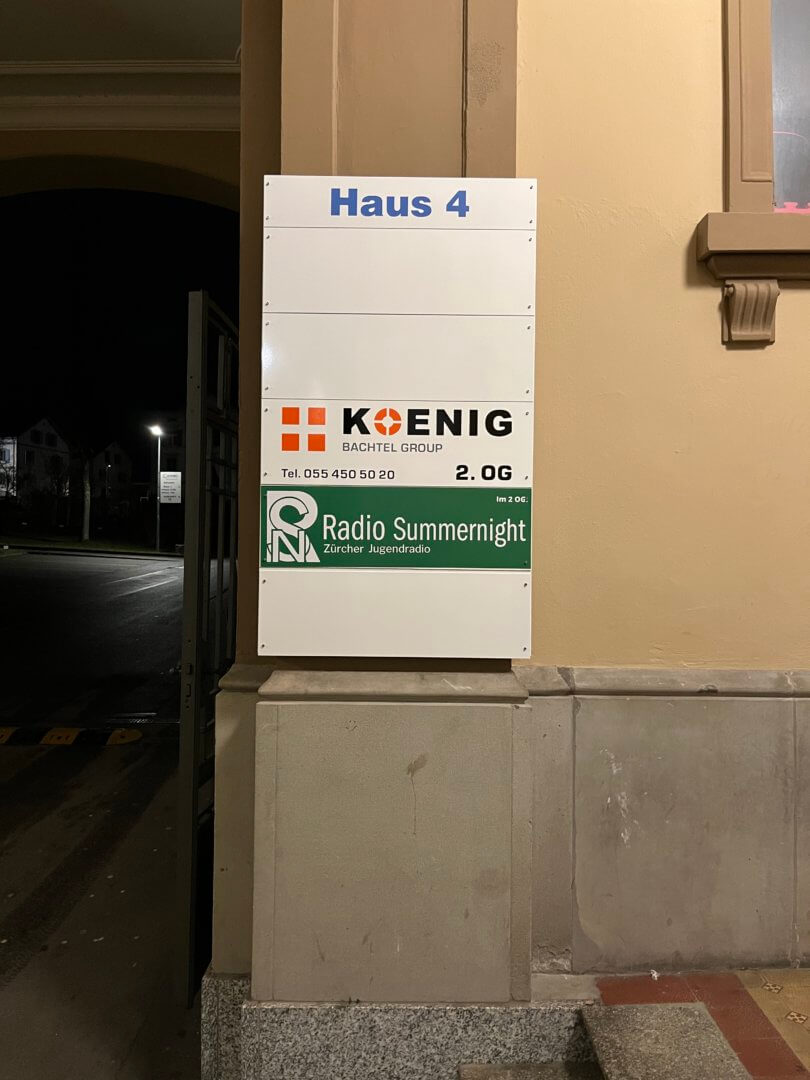 Haus 4
KOENIG
BACHTEL GROUP
Tel. 055 450 50 20
2. OG
Im 2 OG.
RSN
Radio Summernight
Zürcher Jugendradio